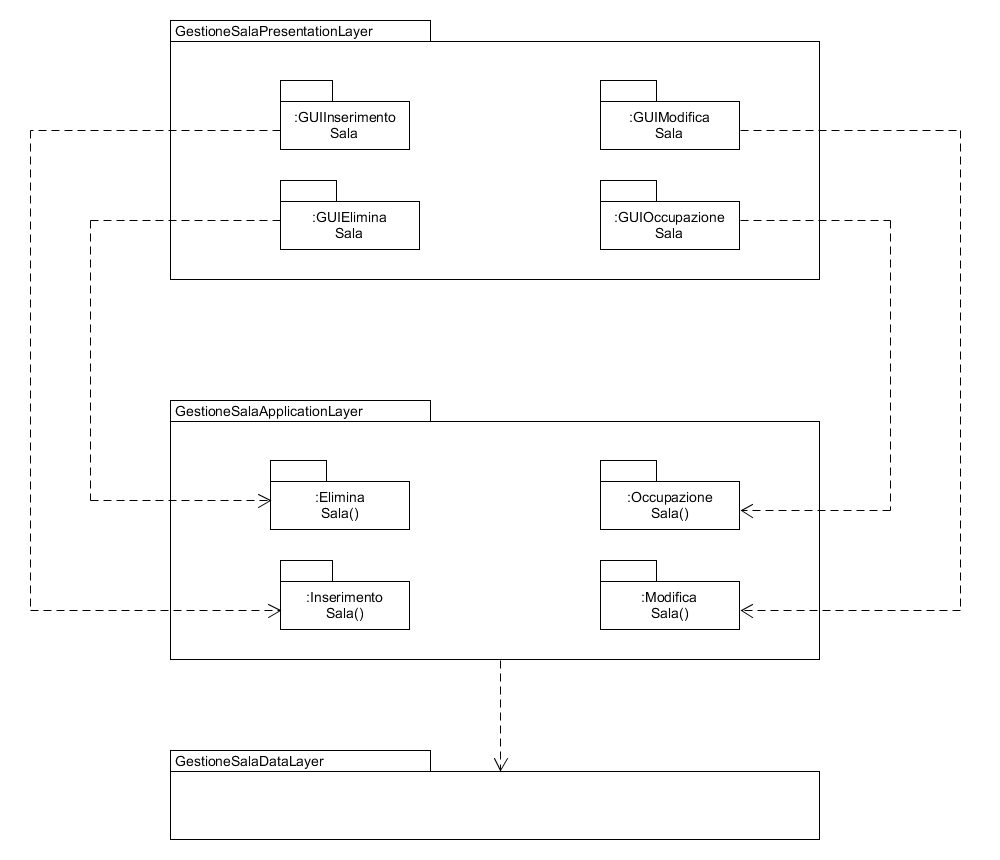 GestioneSalaPresentationLayer
:GUIInserimento
Sala
:GUIModifica
Sala
:GUIElimina
Sala
:GUIOccupazione
Sala
GestioneSalaApplicationLayer
:Elimina
Sala()
:Occupazione
Sala()
:Inserimento
Sala()
:Modifica
Sala()
GestioneSalaDataLayer